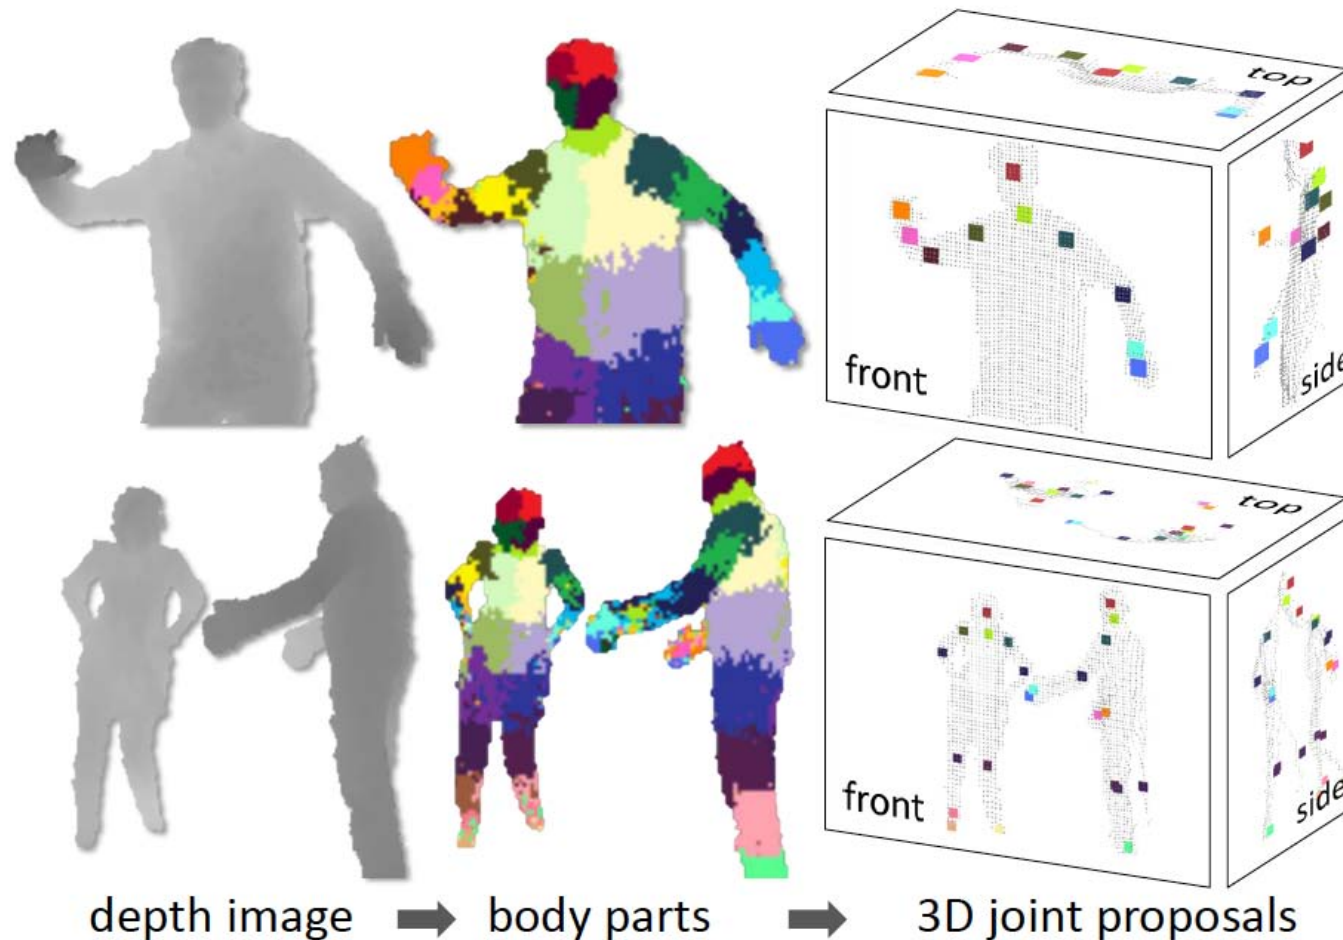 top
front
side
top
front
side
depth image → body parts → 3D joint proposals